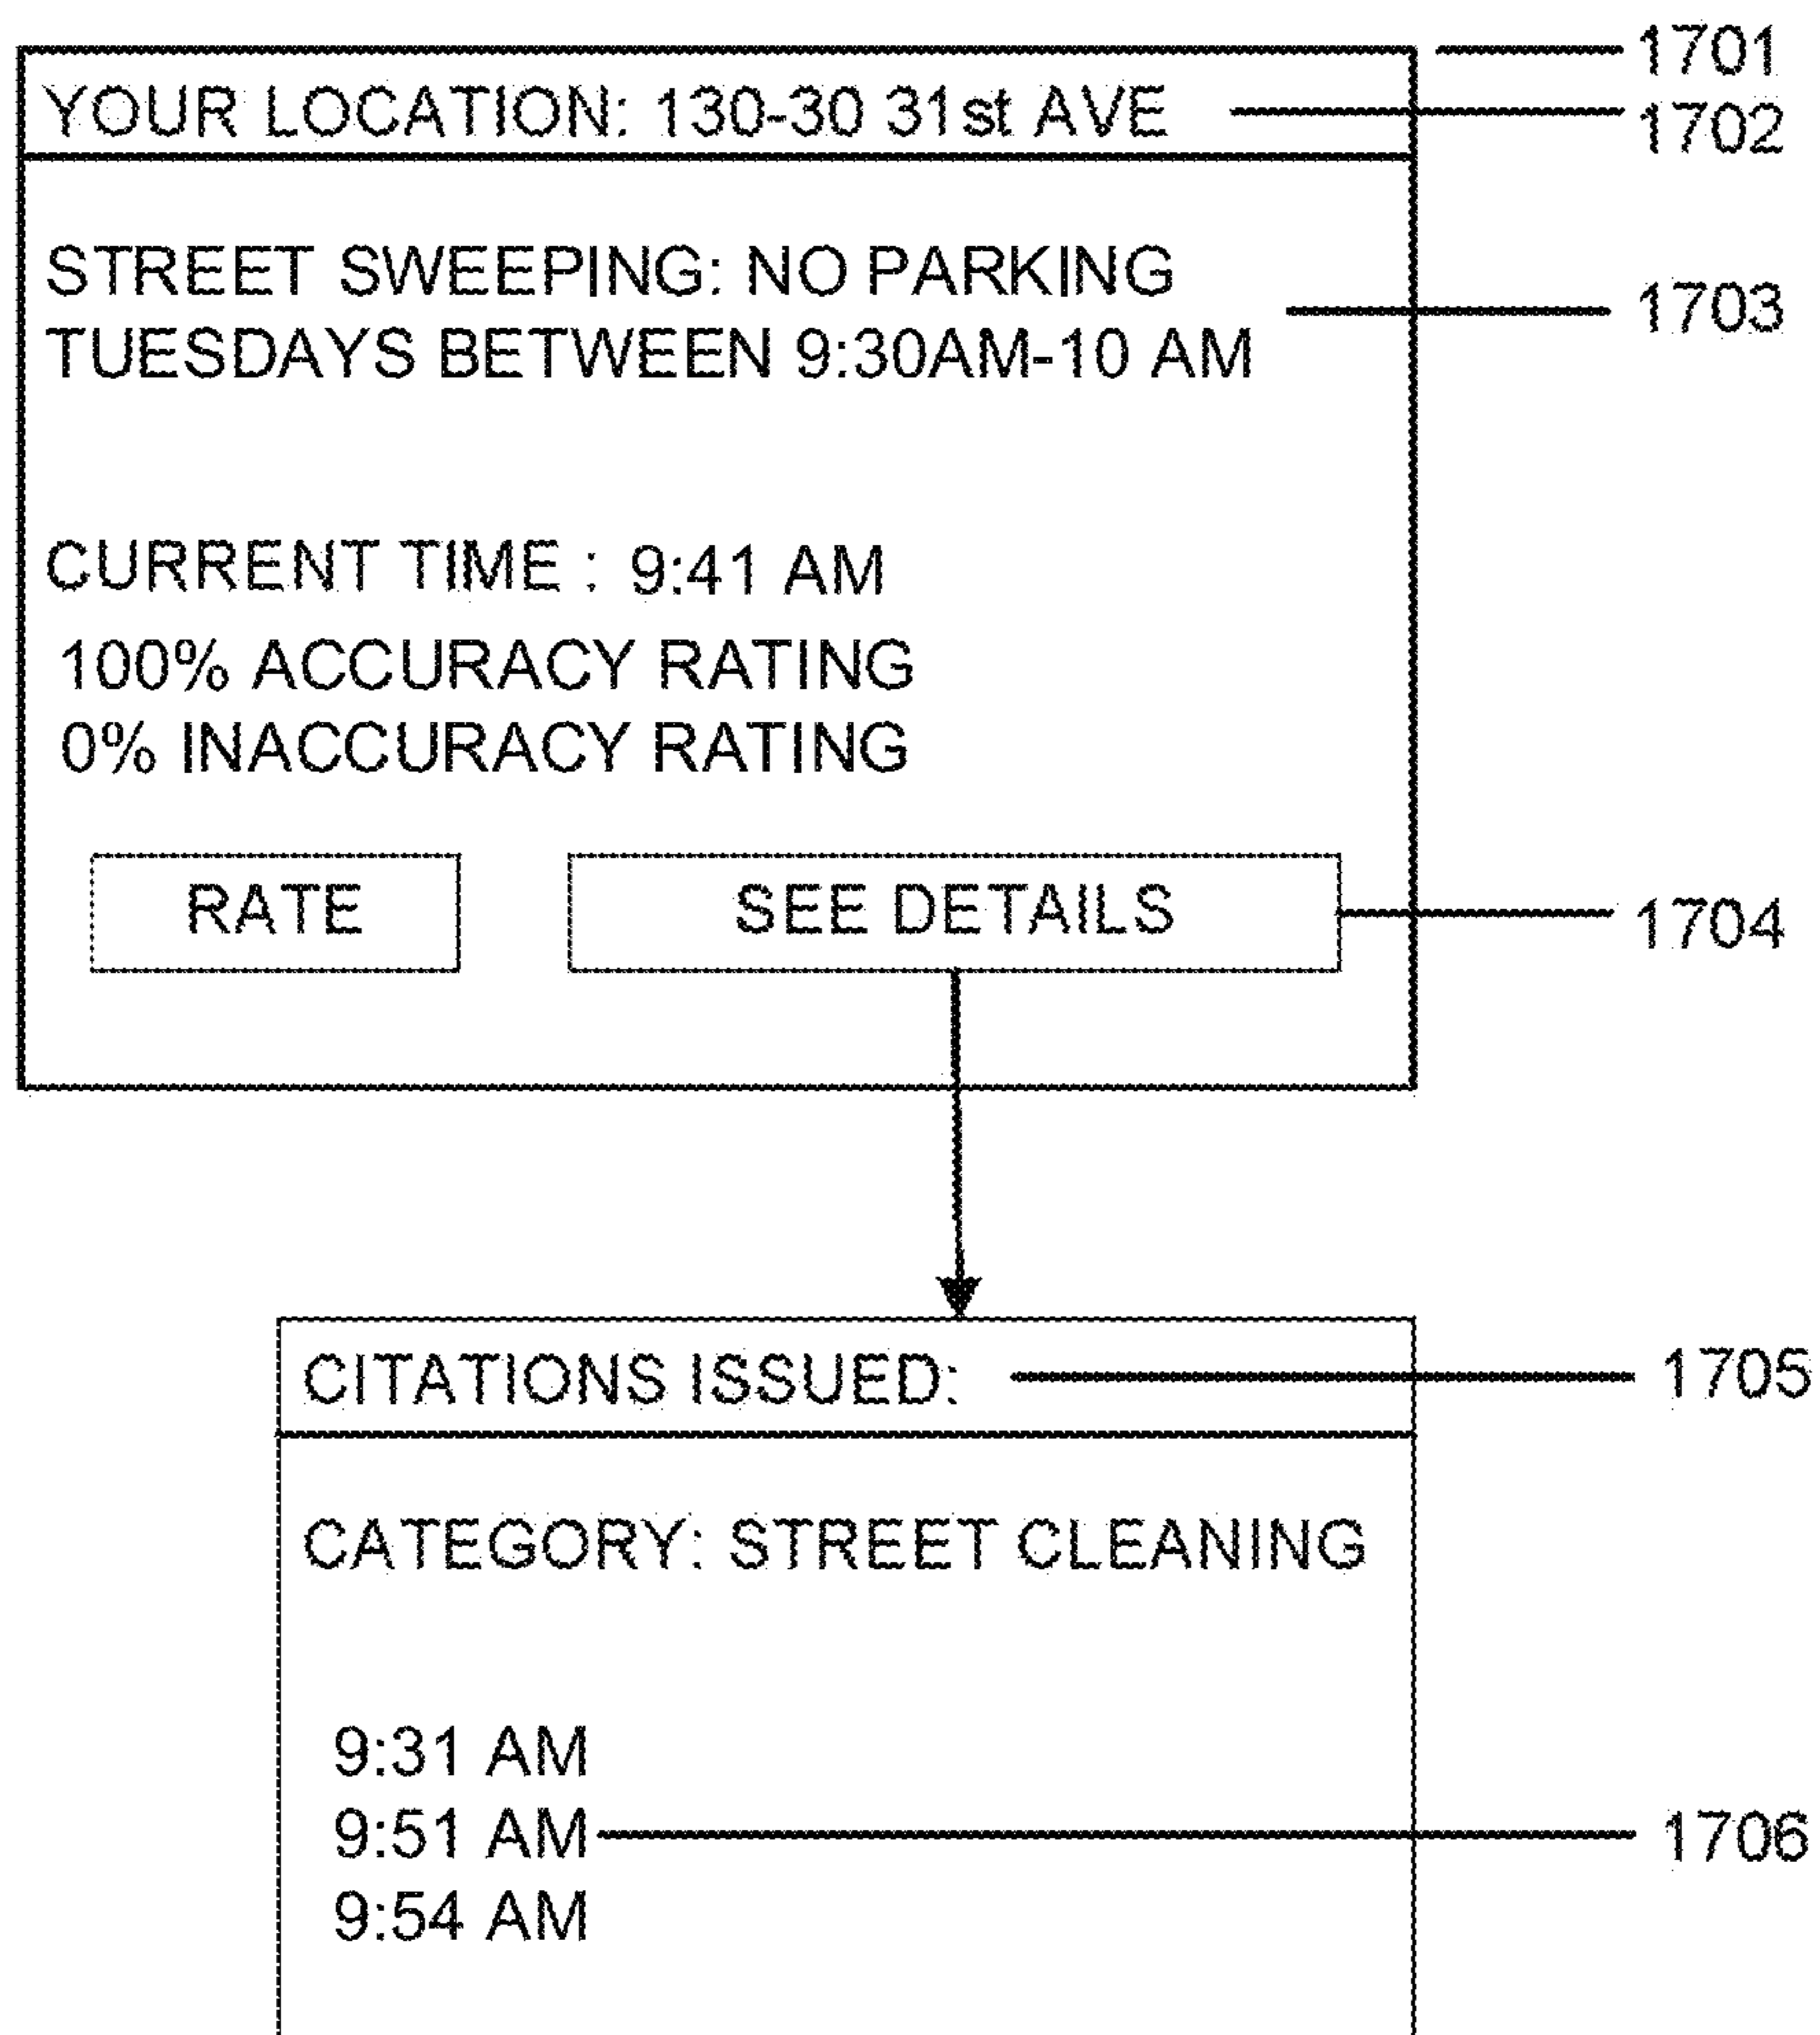 1701
YOUR LOCATION: 130-30 31st AVE
1702
STREET SWEEPING: NO PARKING
TUESDAYS BETWEEN 9:30AM-10 AM
1703
CURRENT TIME : 9:41 AM
100% ACCURACY RATING
0% INACCURACY RATING
RATE
SEE DETAILS
1704
CITATIONS ISSUED:
1705
CATEGORY: STREET CLEANING
9:31 AM
9:51 AM
1706
9:54 AM